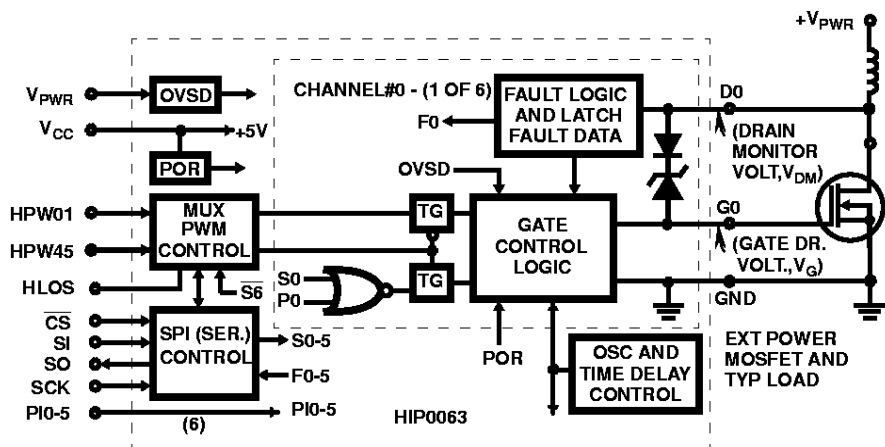 +VPWR
VPWR
OVSD
CHANNEL#0 - (1 OF 6)
FAULT LOGIC
AND LATCH
FAULT DATA
D0
F0
VCC
+5V
(DRAIN
MONITOR
VOLT,VDM)
POR
OVSD
HPW01
MUX
PWM
CONTROL
TG
GATE
CONTROL
LOGIC
G0
HPW45
(GATE DR.
VOLT.,VG)
TG
S0
P0
HLOS
S6
GND
CS
SI
SO
SCK
SPI (SER.)
CONTROL
S0-5
F0-5
POR
OSC AND
TIME DELAY
CONTROL
EXT POWER
MOSFET AND
TYP LOAD
PI0-5
(6)
PI0-5
HIP0063